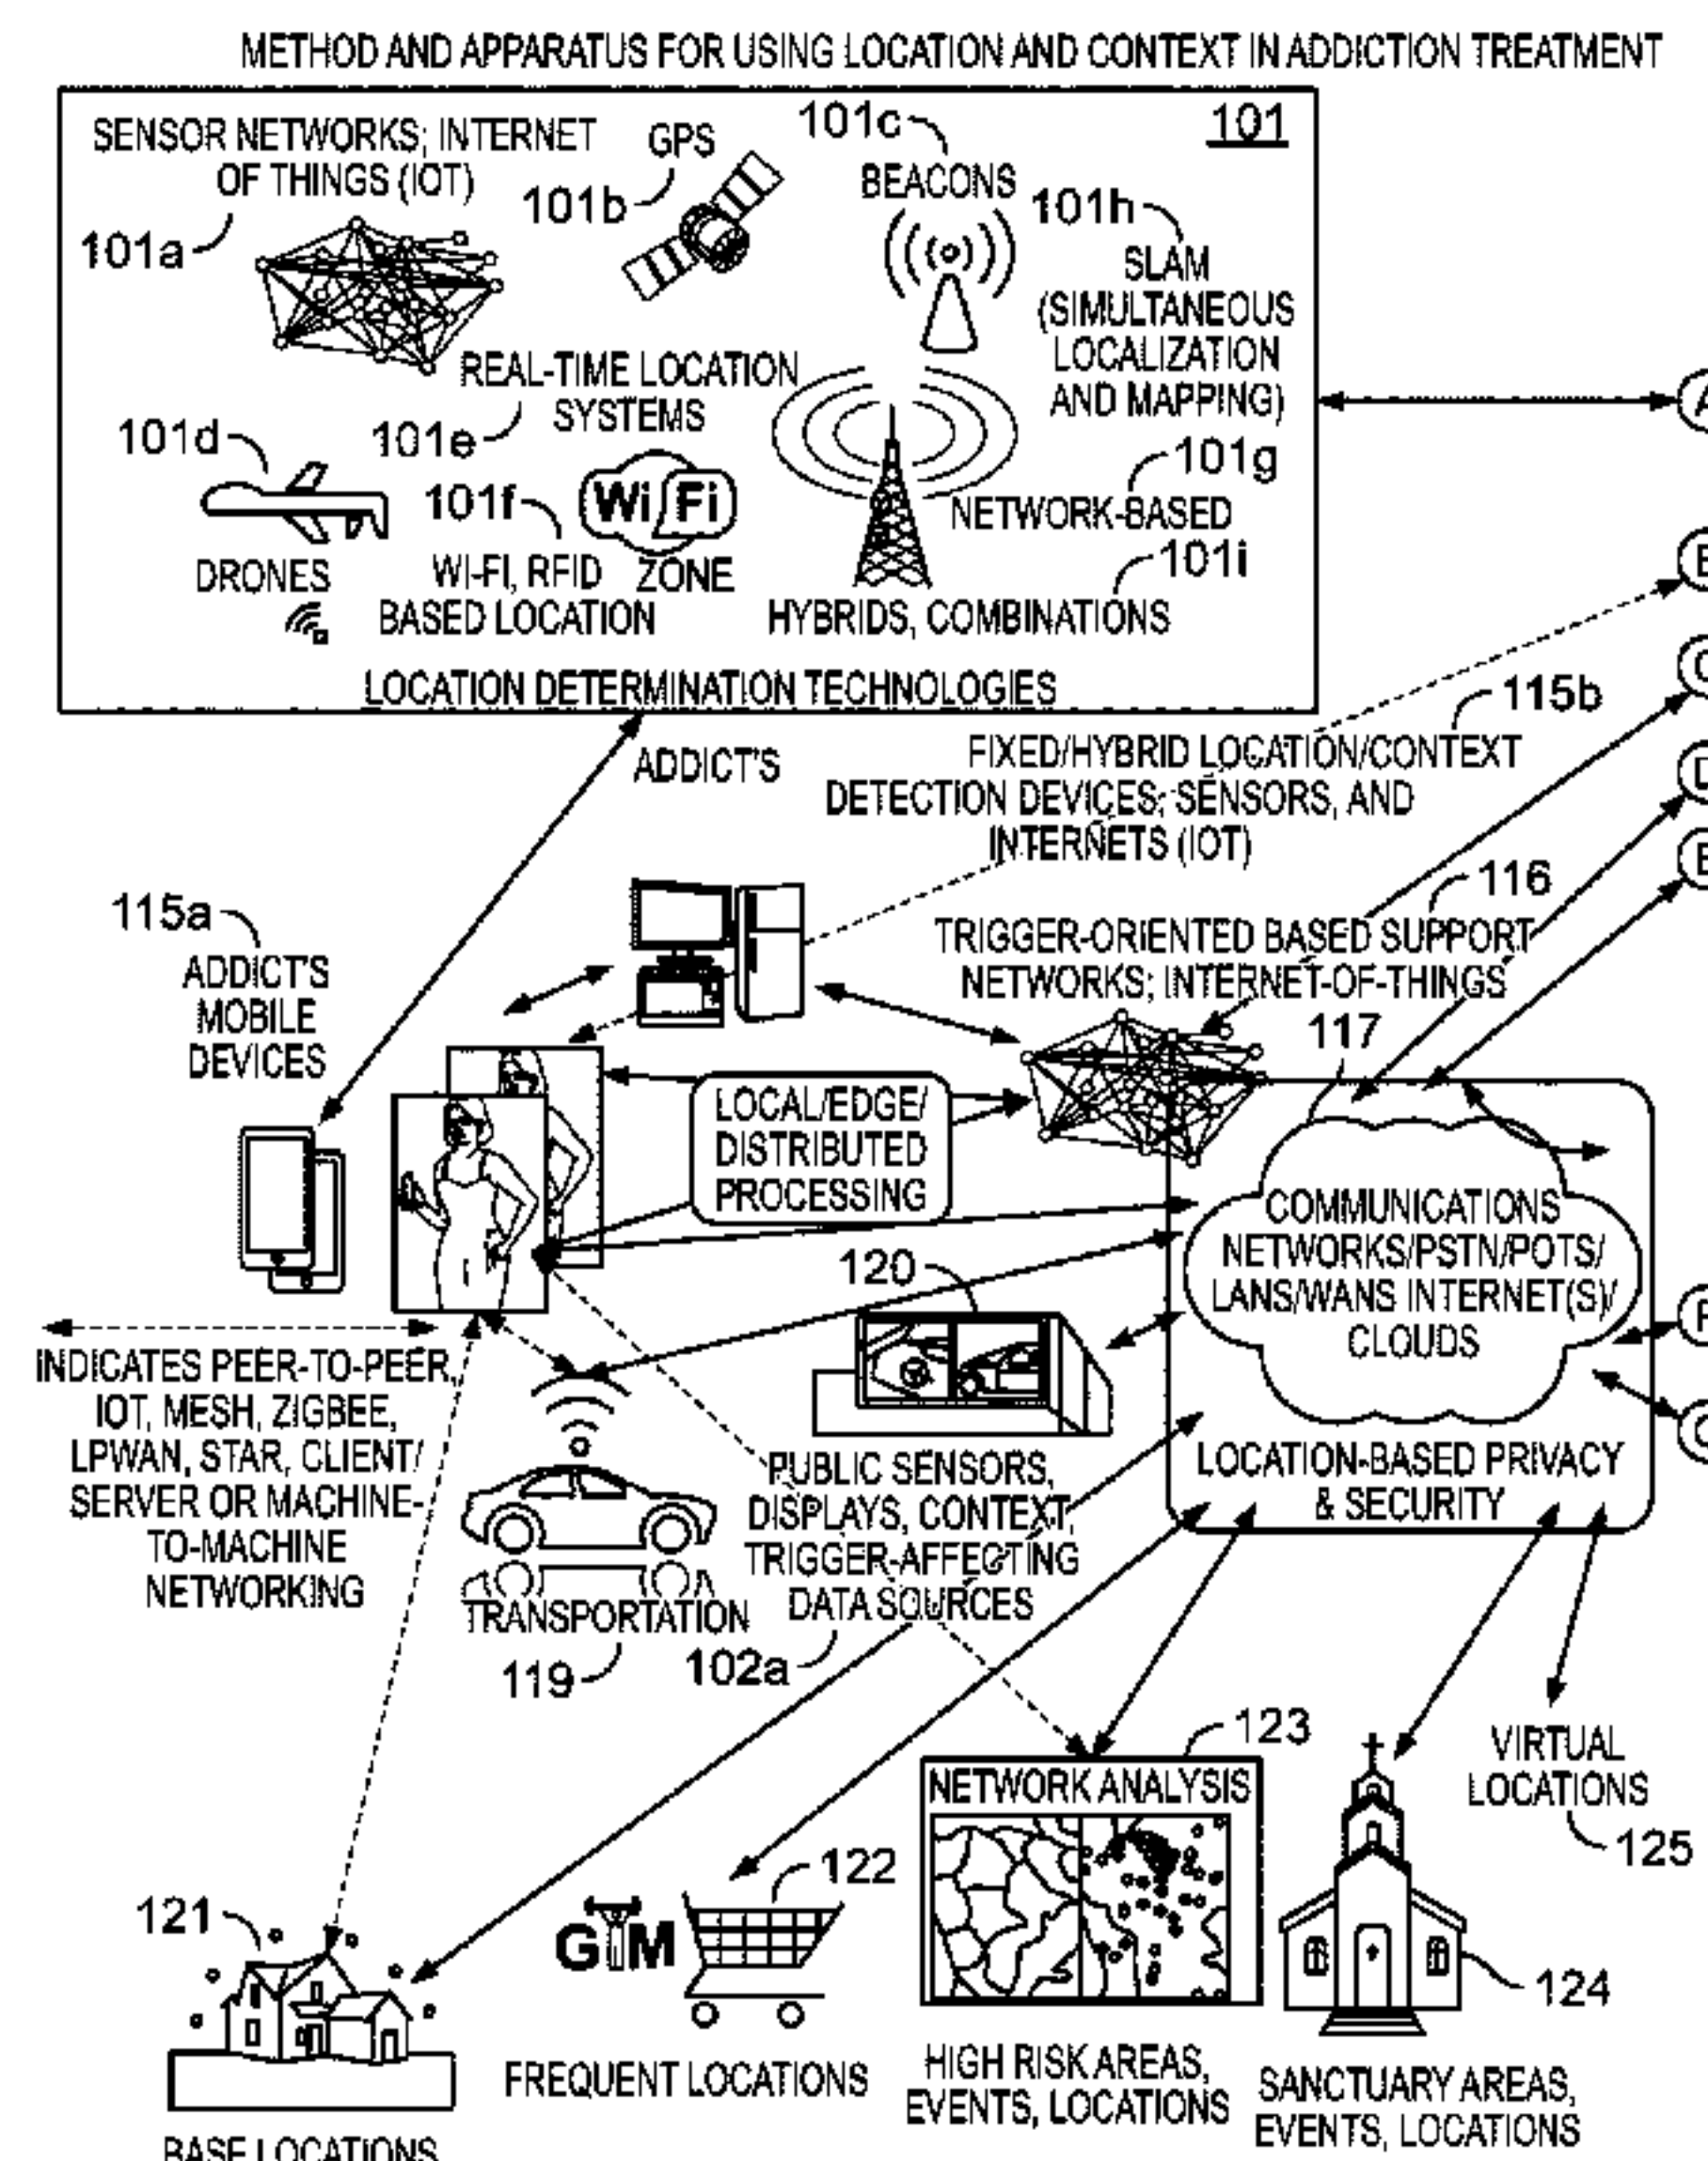 METHOD AND APPARATUS FOR USING LOCATION AND CONTEXT IN ADDICTION TREATMENT
101
SENSOR NETWORKS; INTERNET
OF THINGS (IOT)
101a
GPS
101b
101c
BEACONS
101h
SLAM
(SIMULTANEOUS
LOCALIZATION
AND MAPPING)
REAL-TIME LOCATION
SYSTEMS
101e
101d
DRONES
101f
Wi Fi
ZONE
WI-FI, RFID
BASED LOCATION
101g
NETWORK-BASED
101i
HYBRIDS, COMBINATIONS
LOCATION DETERMINATION TECHNOLOGIES
A
ADDICT'S
115b
FIXED/HYBRID LOCATION/CONTEXT
DETECTION DEVICES; SENSORS, AND
INTERNETS (IOT)
115a
ADDICT'S
MOBILE
DEVICES
116
TRIGGER-ORIENTED BASED SUPPORT
NETWORKS; INTERNET-OF-THINGS
117
LOCAL/EDGE/
DISTRIBUTED
PROCESSING
COMMUNICATIONS
NETWORKS/PSTN/POTS/
LANS/WANS INTERNET(S)/
CLOUDS
LOCATION-BASED PRIVACY
& SECURITY
120
INDICATES PEER-TO-PEER,
IOT, MESH, ZIGBEE,
LPWAN, STAR, CLIENT/
SERVER OR MACHINE-
TO-MACHINE
NETWORKING
PUBLIC SENSORS,
DISPLAYS, CONTEXT,
TRIGGER-AFFECTING
DATA SOURCES
102a
TRANSPORTATION
119
123
NETWORK ANALYSIS
VIRTUAL
LOCATIONS
125
121
GYM
122
124
FREQUENT LOCATIONS
HIGH RISK AREAS,
EVENTS, LOCATIONS
SANCTUARY AREAS,
EVENTS, LOCATIONS
BASE LOCATIONS